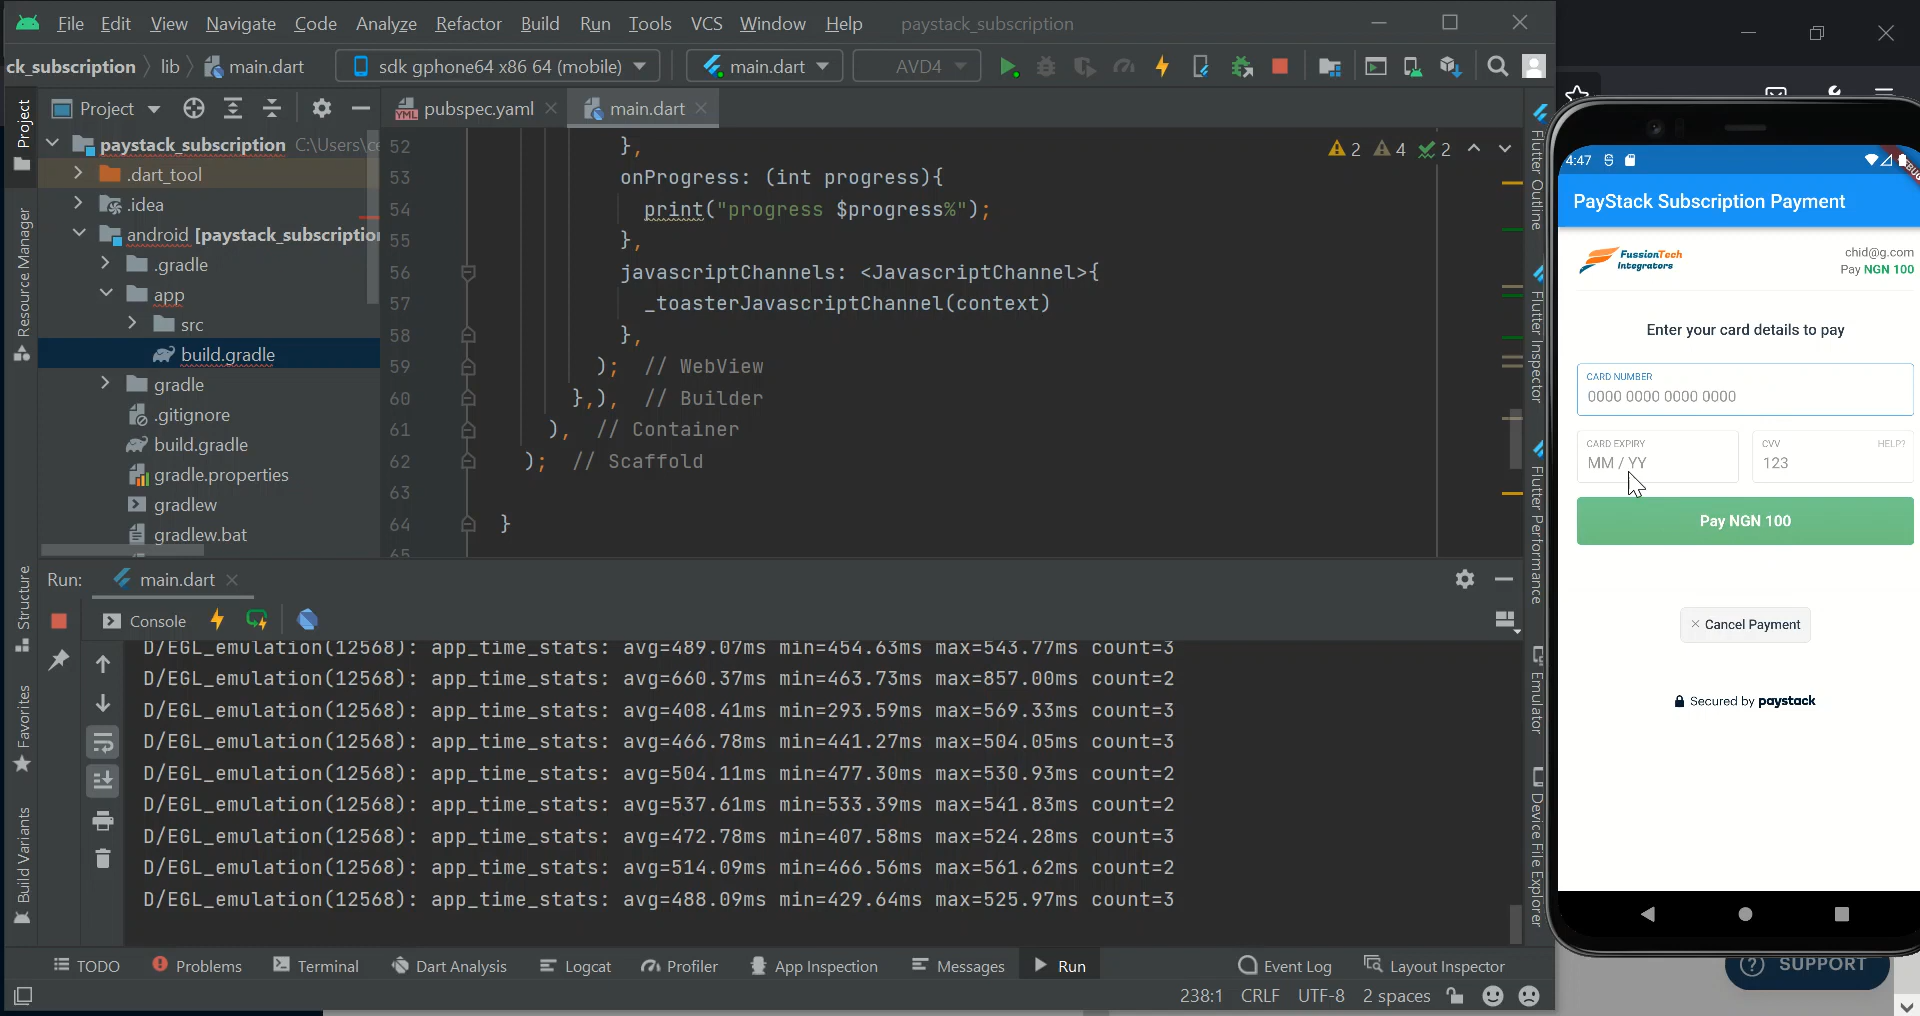 File Edit View Navigate Code Analyze Refactor Build Run Tools VCS Window Help paystack_subscription
ck_subscription lib main.dart sdk gphone64 x86 64 (mobile) main.dart AVD4
Project
pubspec.yaml main.dart
Project
Resource Manager
Structure
Favorites
Build Variants
paystack_subscription C:\Users\ce
.dart_tool
.idea
android [paystack_subscription
.gradle
app
src
build.gradle
gradle
.gitignore
build.gradle
gradle.properties
gradlew
gradlew.bat
2 4 2
52 },
53 onProgress: (int progress){
54 print("progress $progress%");
55 },
56 javascriptChannels: <JavascriptChannel>{
57 _toasterJavascriptChannel(context)
58 },
59 ); // WebView
60 },), // Builder
61 ), // Container
62 ); // Scaffold
63
64 }
65
Run: main.dart
Console
D/EGL_emulation(12568): app_time_stats: avg=489.07ms min=454.63ms max=543.77ms count=3
D/EGL_emulation(12568): app_time_stats: avg=660.37ms min=463.73ms max=857.00ms count=2
D/EGL_emulation(12568): app_time_stats: avg=408.41ms min=293.59ms max=569.33ms count=3
D/EGL_emulation(12568): app_time_stats: avg=466.78ms min=441.27ms max=504.05ms count=3
D/EGL_emulation(12568): app_time_stats: avg=504.11ms min=477.30ms max=530.93ms count=2
D/EGL_emulation(12568): app_time_stats: avg=537.61ms min=533.39ms max=541.83ms count=2
D/EGL_emulation(12568): app_time_stats: avg=472.78ms min=407.58ms max=524.28ms count=3
D/EGL_emulation(12568): app_time_stats: avg=514.09ms min=466.56ms max=561.62ms count=2
D/EGL_emulation(12568): app_time_stats: avg=488.09ms min=429.64ms max=525.97ms count=3
TODO Problems Terminal Dart Analysis Logcat Profiler App Inspection Messages Run Event Log Layout Inspector
238:1 CRLF UTF-8 2 spaces
Flutter Outline
Flutter Inspector
Flutter Performance
Emulator
Device File Explorer
4:47
PayStack Subscription Payment
FussionTech
Integrators
chid@g.com
Pay NGN 100
Enter your card details to pay
CARD NUMBER
0000 0000 0000 0000
CARD EXPIRY
MM / YY
CVV HELP?
123
Pay NGN 100
× Cancel Payment
Secured by paystack
SUPPORT